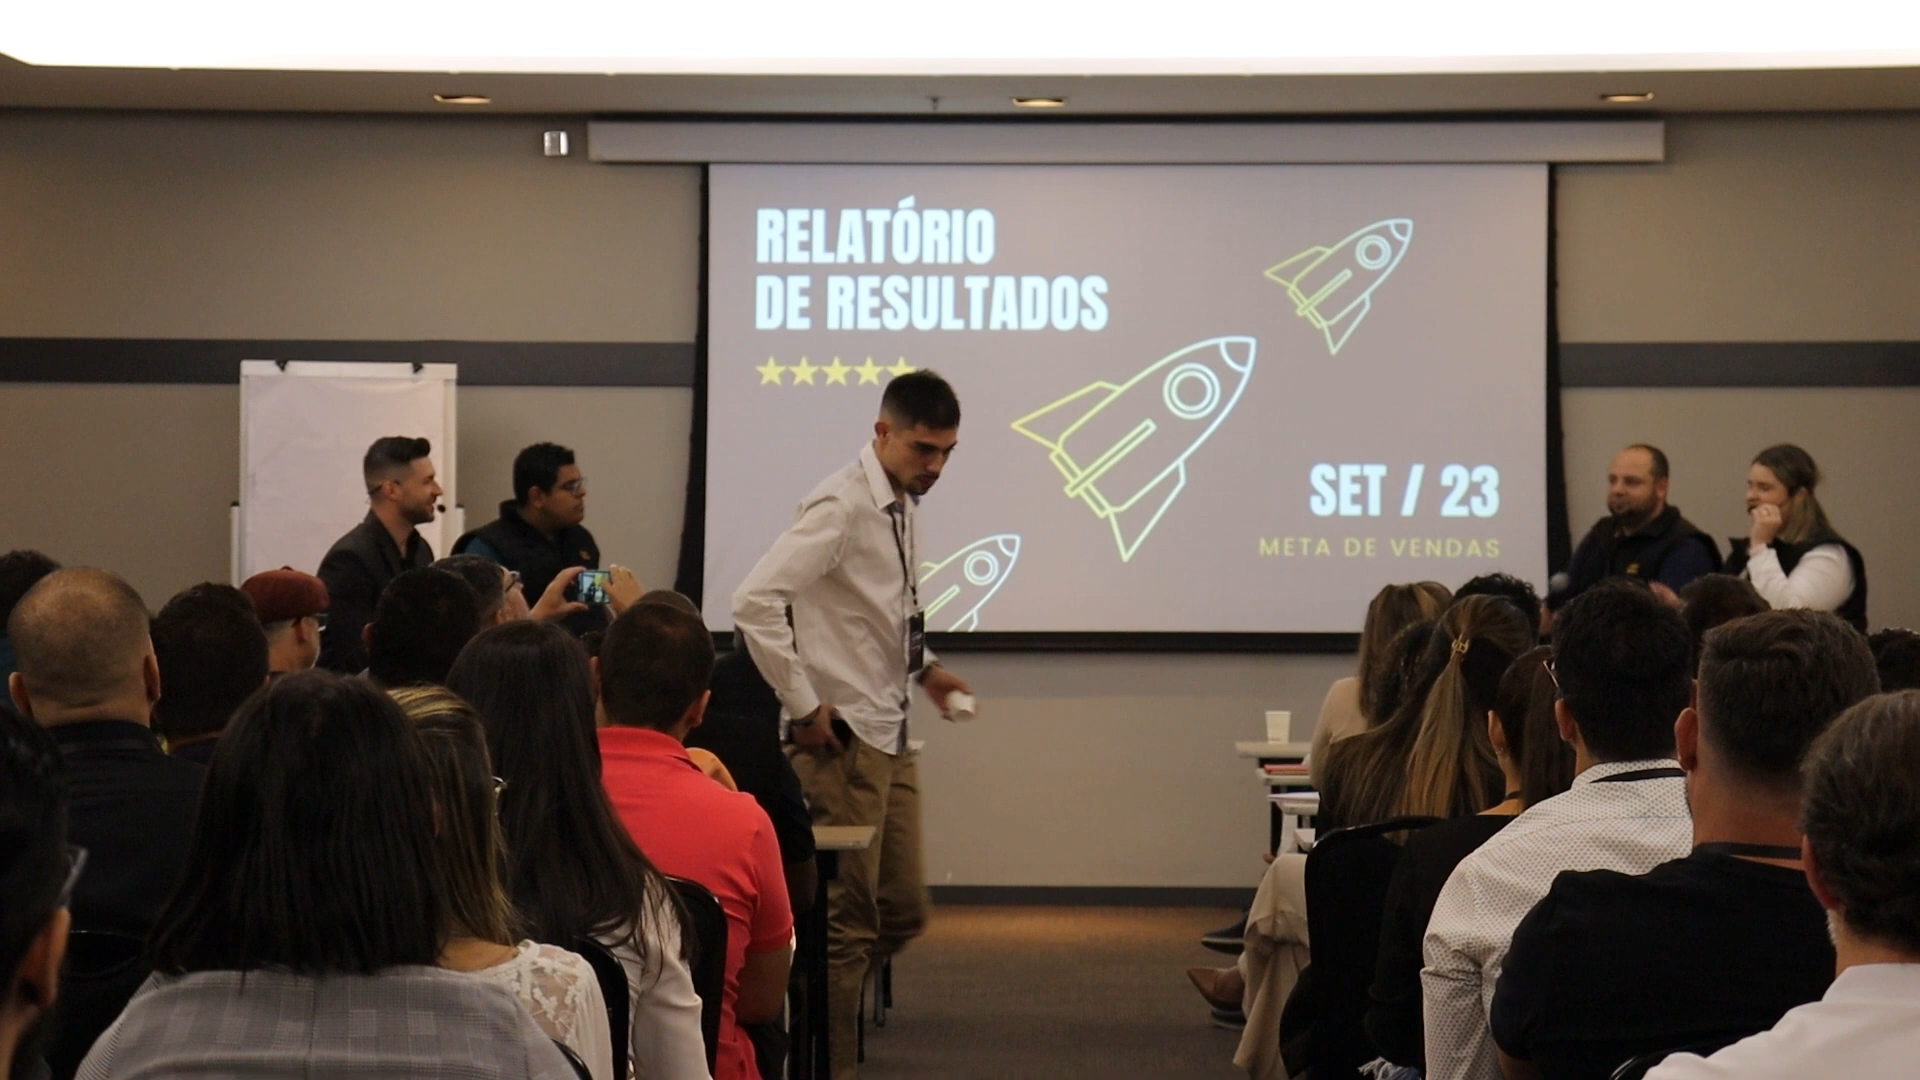 RELATÓRIO
DE RESULTADOS
SET / 23
META DE VENDAS